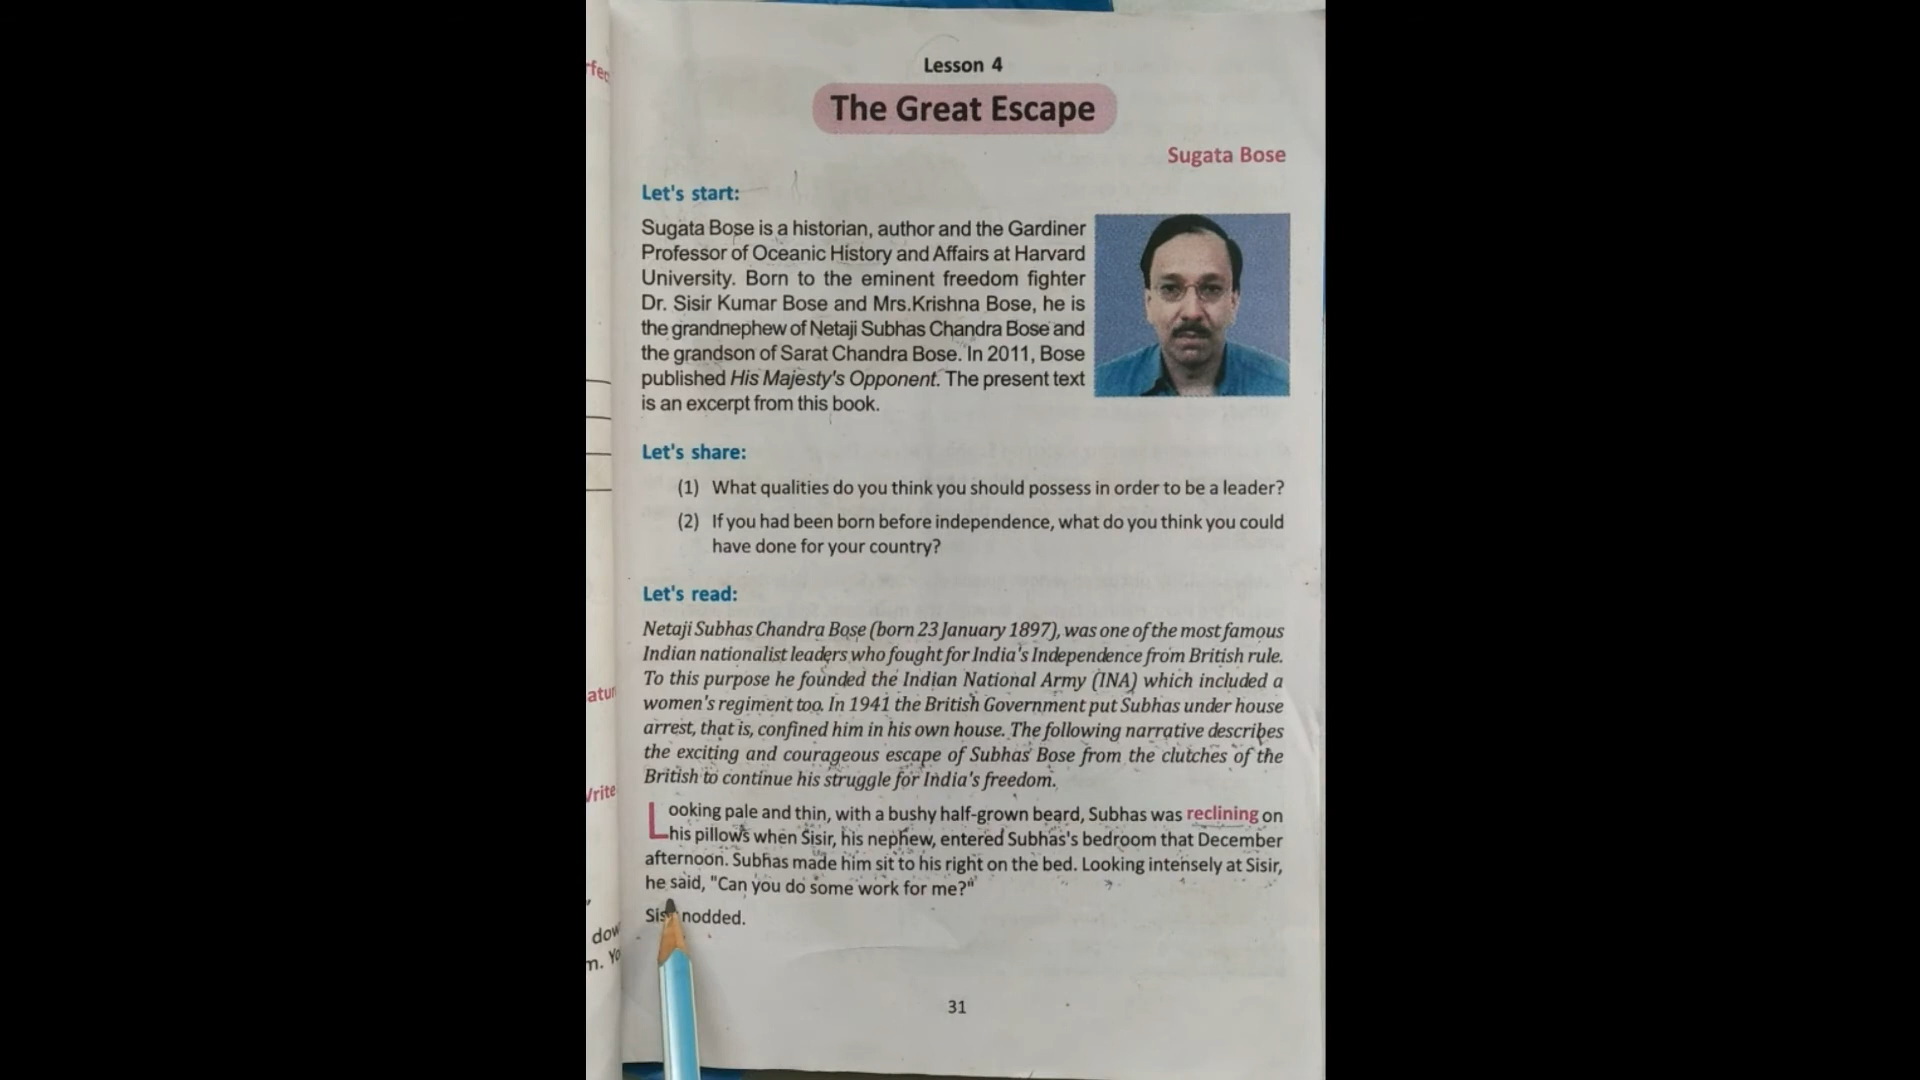 rfec
Lesson 4
The Great Escape
Sugata Bose
Let's start:
Sugata Bose is a historian, author and the Gardiner
Professor of Oceanic History and Affairs at Harvard
University. Born to the eminent freedom fighter
Dr. Sisir Kumar Bose and Mrs.Krishna Bose, he is
the grandnephew of Netaji Subhas Chandra Bose and
the grandson of Sarat Chandra Bose. In 2011, Bose
published His Majesty's Opponent. The present text
is an excerpt from this book.
Let's share:
(1) What qualities do you think you should possess in order to be a leader?
(2) If you had been born before independence, what do you think you could
have done for your country?
Let's read:
Netaji Subhas Chandra Bose (born 23 January 1897), was one of the most famous
Indian nationalist leaders who fought for India's Independence from British rule.
To this purpose he founded the Indian National Army (INA) which included a
women's regiment too. In 1941 the British Government put Subhas under house
arrest, that is, confined him in his own house. The following narrative describes
the exciting and courageous escape of Subhas Bose from the clutches of the
British to continue his struggle for India's freedom.
Looking pale and thin, with a bushy half-grown beard, Subhas was reclining on
his pillows when Sisir, his nephew, entered Subhas's bedroom that December
afternoon. Subhas made him sit to his right on the bed. Looking intensely at Sisir,
he said, "Can you do some work for me?"
nodded.
31
atur
Write
dow
m. Yo